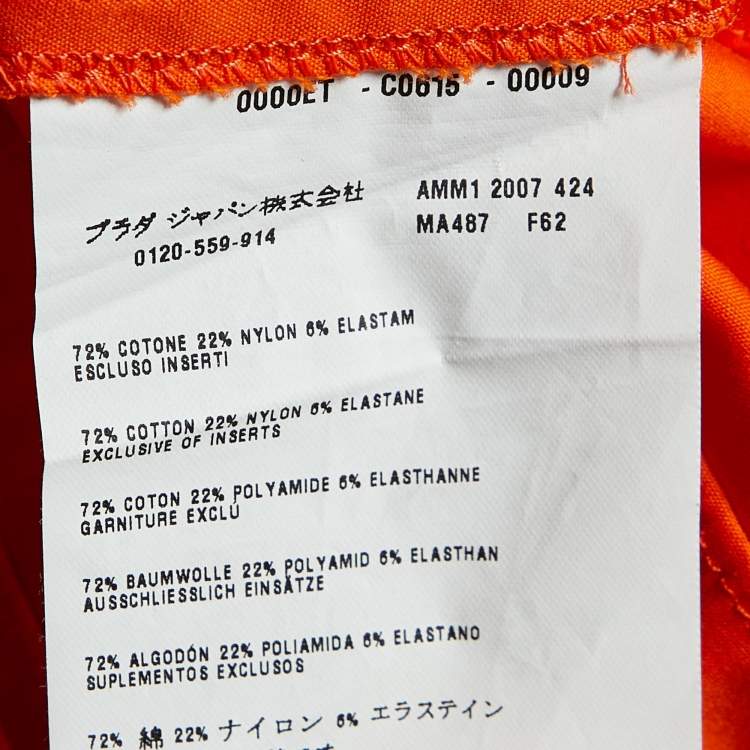 0000ET - C0615 - 00009
プラダ ジャパン株式会社
0120-559-914
AMM1 2007 424
MA487 F62
72% COTONE 22% NYLON 6% ELASTAM
ESCLUSO INSERTI
72% COTTON 22% NYLON 6% ELASTANE
EXCLUSIVE OF INSERTS
72% COTON 22% POLYAMIDE 6% ELASTHANNE
GARNITURE EXCLÚ
72% BAUMWOLLE 22% POLYAMID 6% ELASTHAN
AUSSCHLIESSLICH EINSÄTZE
72% ALGODÓN 22% POLIAMIDA 6% ELASTANO
SUPLEMENTOS EXCLUSOS
72% 綿 22% ナイロン 6% エラステイン